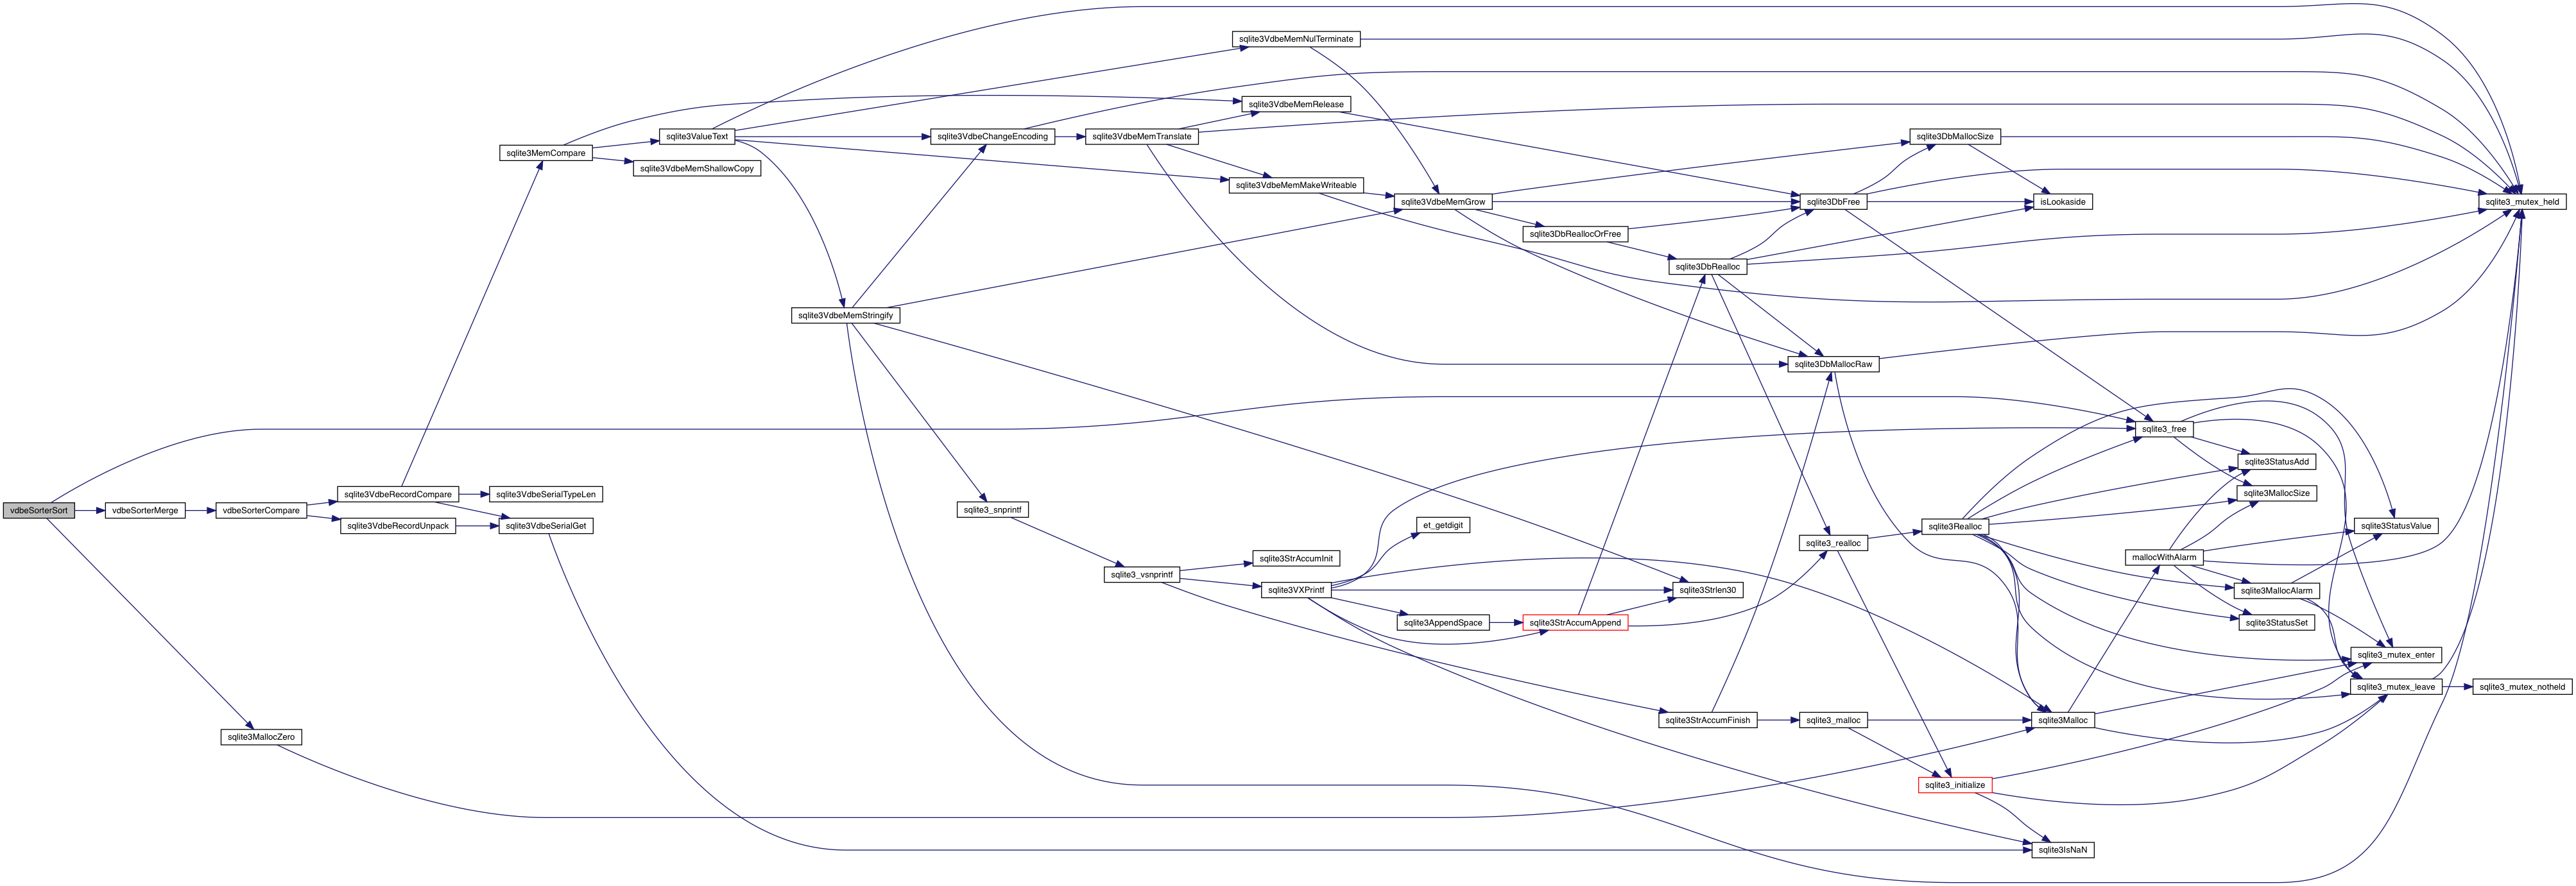 vdbeSorterSort
vdbeSorterMerge
vdbeSorterCompare
sqlite3MallocZero
sqlite3VdbeRecordCompare
sqlite3VdbeRecordUnpack
sqlite3MemCompare
sqlite3VdbeSerialTypeLen
sqlite3VdbeSerialGet
sqlite3ValueText
sqlite3VdbeMemShallowCopy
sqlite3VdbeMemStringify
sqlite3VdbeChangeEncoding
sqlite3_snprintf
sqlite3VdbeMemTranslate
sqlite3_vsnprintf
sqlite3VdbeMemNulTerminate
sqlite3VdbeMemRelease
sqlite3VdbeMemMakeWriteable
sqlite3StrAccumInit
sqlite3VXPrintf
sqlite3VdbeMemGrow
et_getdigit
sqlite3AppendSpace
sqlite3DbReallocOrFree
sqlite3StrAccumAppend
sqlite3DbRealloc
sqlite3Strlen30
sqlite3StrAccumFinish
sqlite3DbFree
sqlite3DbMallocRaw
sqlite3_realloc
sqlite3_malloc
sqlite3DbMallocSize
sqlite3Realloc
sqlite3_initialize
isLookaside
sqlite3Malloc
sqlite3IsNaN
sqlite3_free
mallocWithAlarm
sqlite3StatusAdd
sqlite3MallocSize
sqlite3MallocAlarm
sqlite3StatusSet
sqlite3StatusValue
sqlite3_mutex_enter
sqlite3_mutex_leave
sqlite3_mutex_held
sqlite3_mutex_notheld